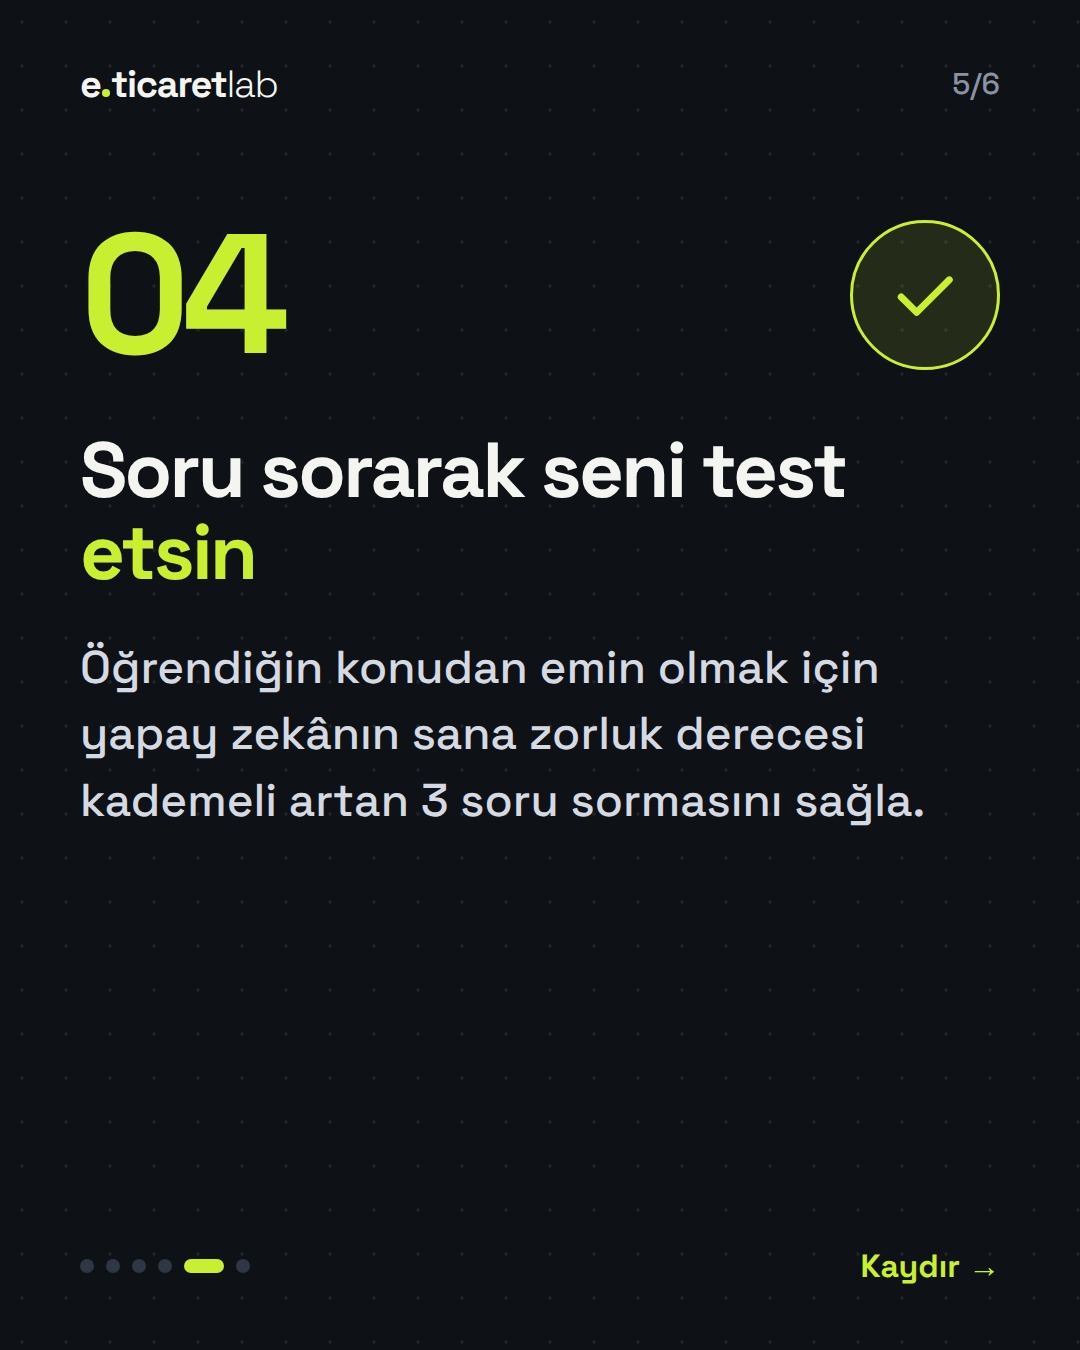 e.ticaretlab
5/6
04
Soru sorarak seni test
etsin
Öğrendiğin konudan emin olmak için
yapay zekânın sana zorluk derecesi
kademeli artan 3 soru sormasını sağla.
Kaydır →